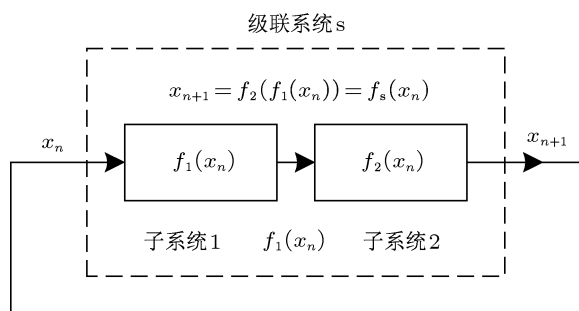 级联系统s
x_{n+1}=f_2(f_1(x_n))=f_s(x_n)
x_n
x_{n+1}
f_1(x_n)
f_2(x_n)
子系统1 f_1(x_n) 子系统2